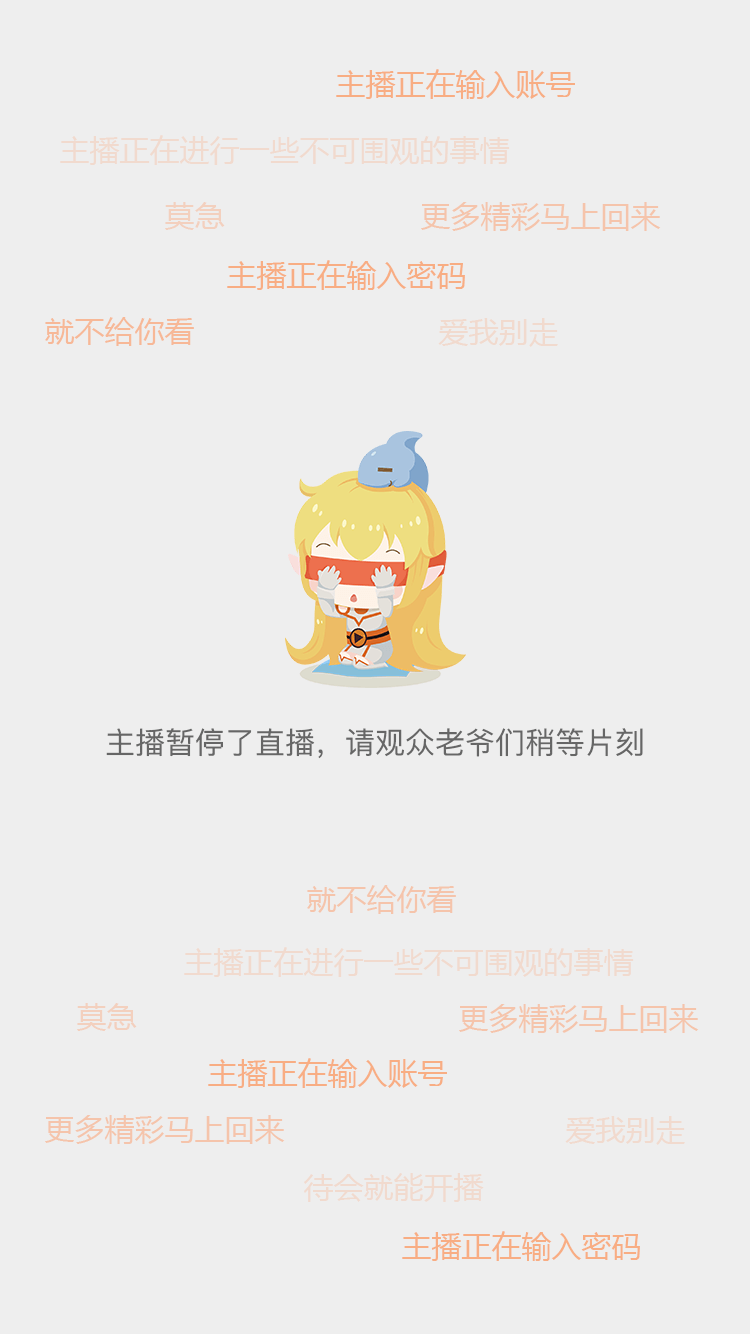 主播正在输入账号
主播正在进行一些不可围观的事情
莫急 更多精彩马上回来
主播正在输入密码
就不给你看 爱我别走
主播暂停了直播，请观众老爷们稍等片刻
就不给你看
主播正在进行一些不可围观的事情
莫急 更多精彩马上回来
主播正在输入账号
更多精彩马上回来 爱我别走
待会就能开播
主播正在输入密码